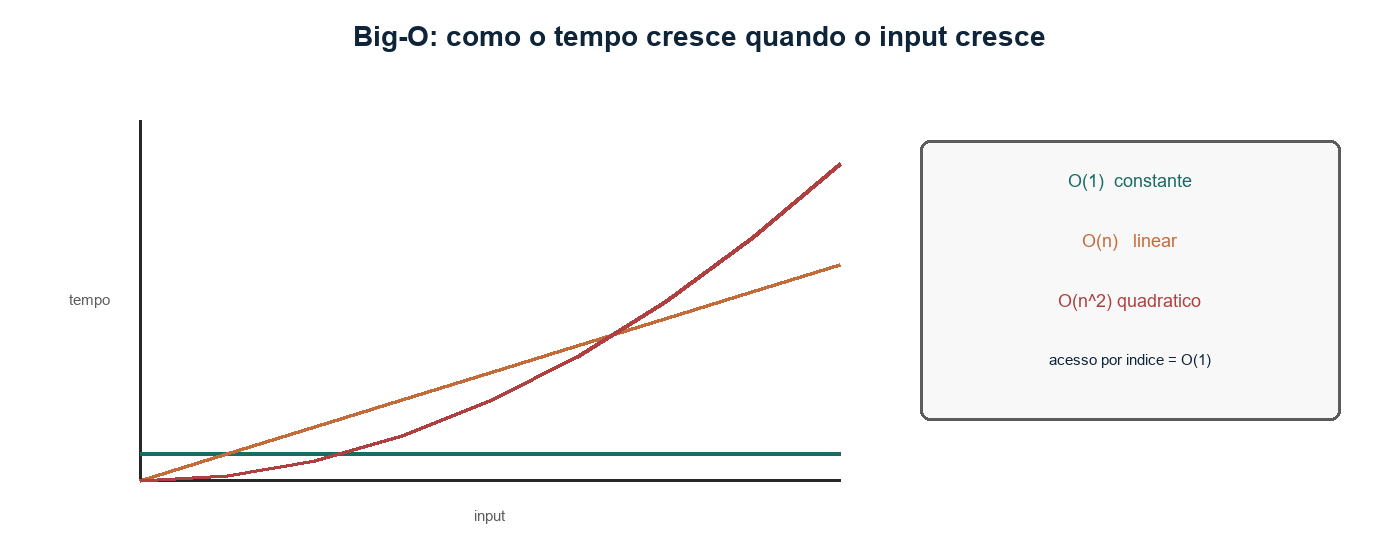 Big-O: como o tempo cresce quando o input cresce
tempo
input
O(1)  constante
O(n)   linear
O(n^2) quadratico
acesso por indice = O(1)